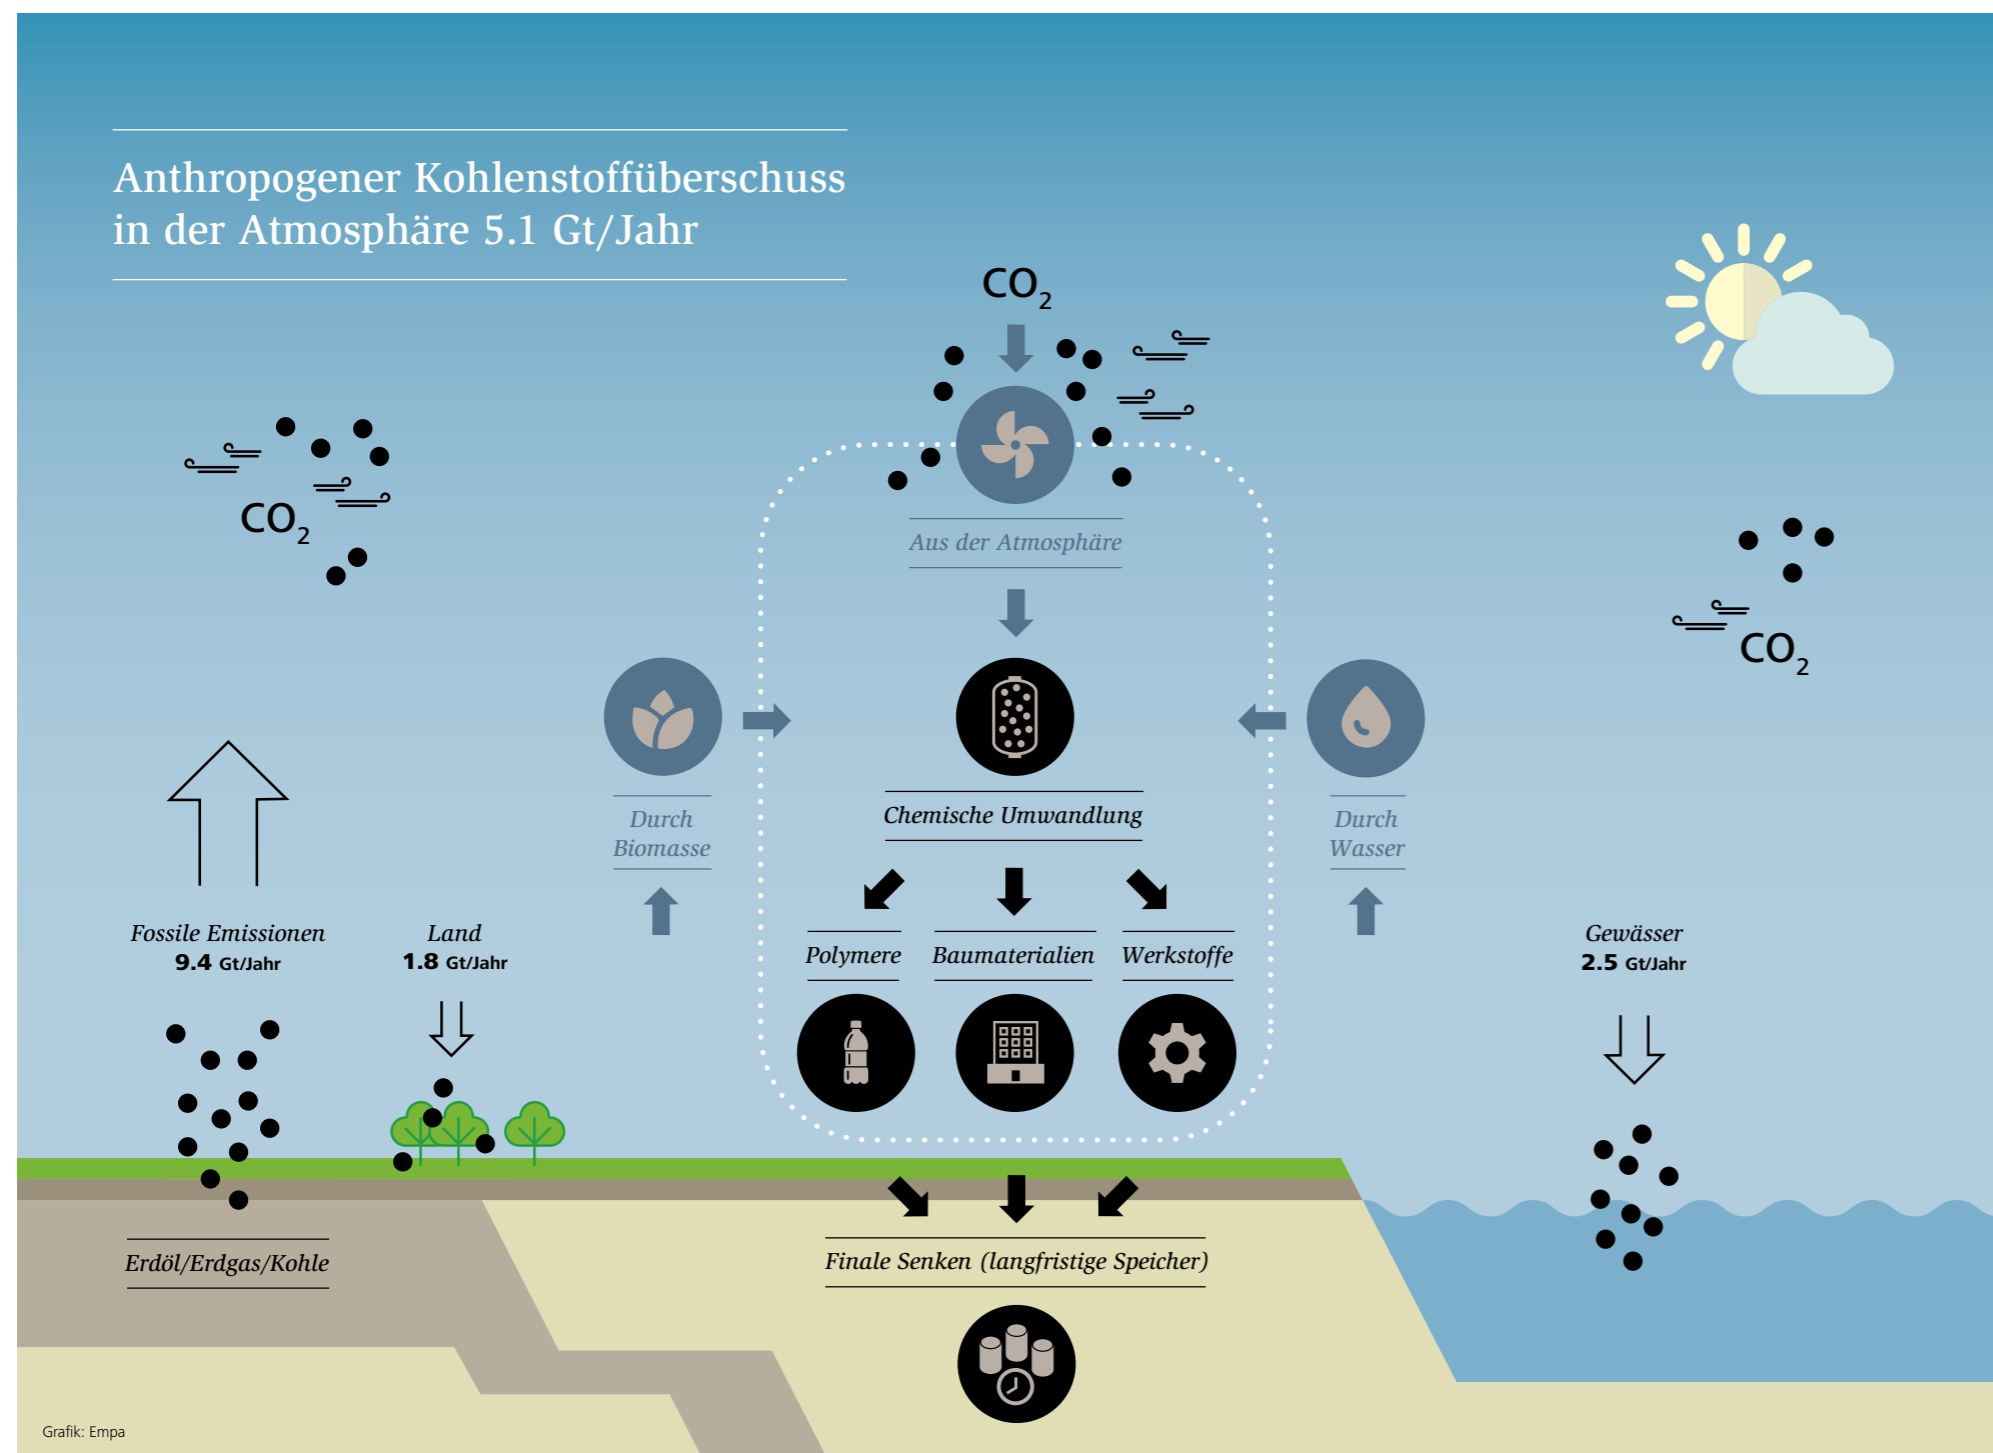 Anthropogener Kohlenstoffüberschuss
in der Atmosphäre 5.1 Gt/Jahr
CO₂
CO₂
Aus der Atmosphäre
CO₂
Durch
Biomasse
Chemische Umwandlung
Durch
Wasser
Fossile Emissionen
9.4 Gt/Jahr
Land
1.8 Gt/Jahr
Polymere
Baumaterialien
Werkstoffe
Gewässer
2.5 Gt/Jahr
Erdöl/Erdgas/Kohle
Finale Senken (langfristige Speicher)
Grafik: Empa